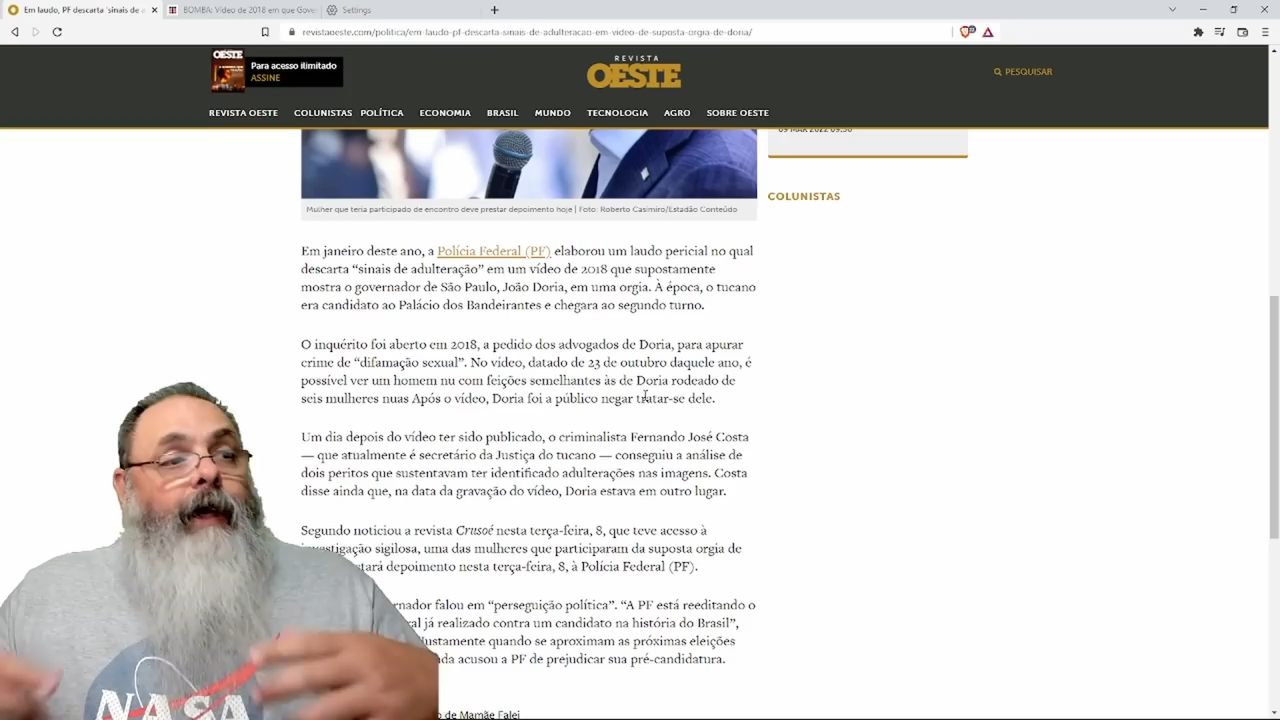 Em laudo, PF descarta 'sinais de a
BOMBA: Vídeo de 2018 em que Gove
Settings
revistaoeste.com/politica/em-laudo-pf-descarta-sinais-de-adulteracao-em-video-de-suposta-orgia-de-doria/
OESTE
Para acesso ilimitado
ASSINE
REVISTA
OESTE
PESQUISAR
REVISTA OESTE COLUNISTAS POLÍTICA ECONOMIA BRASIL MUNDO TECNOLOGIA AGRO SOBRE OESTE
09 MAR 2022 09:50
COLUNISTAS
Mulher que teria participado de encontro deve prestar depoimento hoje | Foto: Roberto Casimiro/Estadão Conteúdo
Em janeiro deste ano, a Polícia Federal (PF) elaborou um laudo pericial no qual
descarta “sinais de adulteração” em um vídeo de 2018 que supostamente
mostra o governador de São Paulo, João Doria, em uma orgia. À época, o tucano
era candidato ao Palácio dos Bandeirantes e chegara ao segundo turno.
O inquérito foi aberto em 2018, a pedido dos advogados de Doria, para apurar
crime de “difamação sexual”. No vídeo, datado de 23 de outubro daquele ano, é
possível ver um homem nu com feições semelhantes às de Doria rodeado de
seis mulheres nuas Após o vídeo, Doria foi a público negar tratar-se dele.
Um dia depois do vídeo ter sido publicado, o criminalista Fernando José Costa
— que atualmente é secretário da Justiça do tucano — conseguiu a análise de
dois peritos que sustentavam ter identificado adulterações nas imagens. Costa
disse ainda que, na data da gravação do vídeo, Doria estava em outro lugar.
Segundo noticiou a revista Crusoé nesta terça-feira, 8, que teve acesso à
investigação sigilosa, uma das mulheres que participaram da suposta orgia de
tará depoimento nesta terça-feira, 8, à Polícia Federal (PF).
rnador falou em “perseguição política”. “A PF está reeditando o
ral já realizado contra um candidato na história do Brasil”,
justamente quando se aproximam as próximas eleições
da acusou a PF de prejudicar sua pré-candidatura.
o de Mamãe Falei
NASA